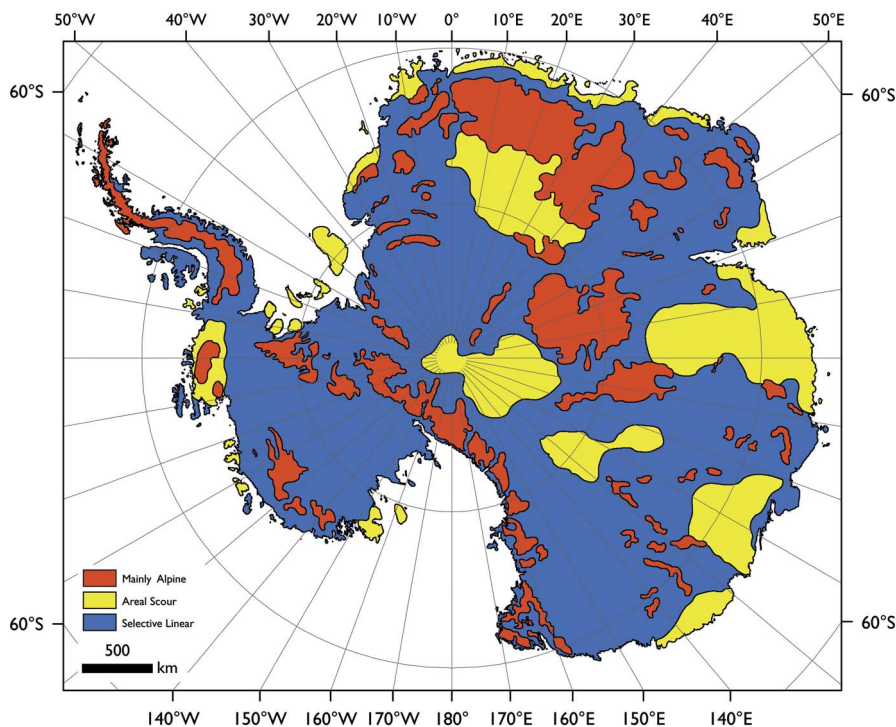 50°W 40°W 30°W 20°W 10°W 0° 10°E 20°E 30°E 40°E 50°E
60°S 60°S
Mainly Alpine
Areal Scour
Selective Linear
60°S 60°S
500
km
140°W 150°W 160°W 170°W 180° 170°E 160°E 150°E 140°E